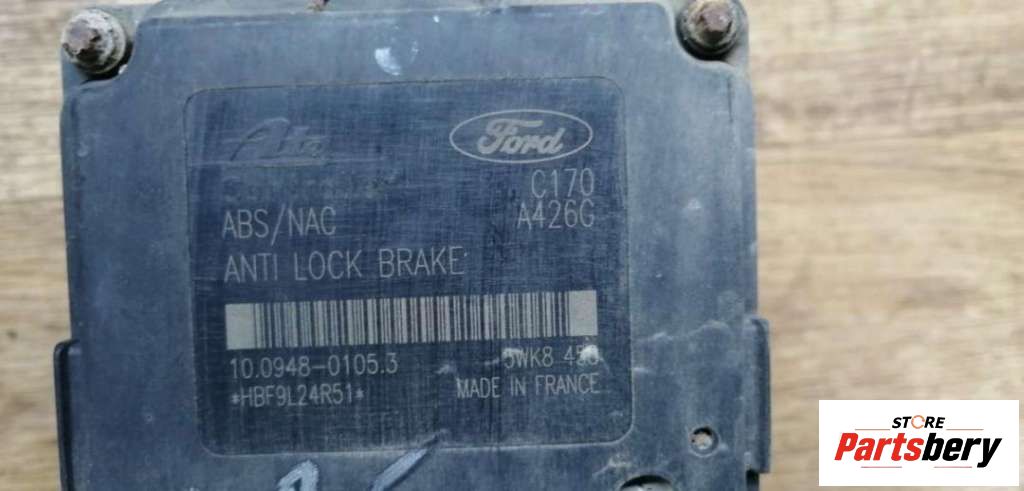 Ate
Ford
C170
ABS/NAC A426G
ANTI LOCK BRAKE
10.0948-0105.3
*HBF9L24R51* MADE IN FRANCE
STORE
Partsbery